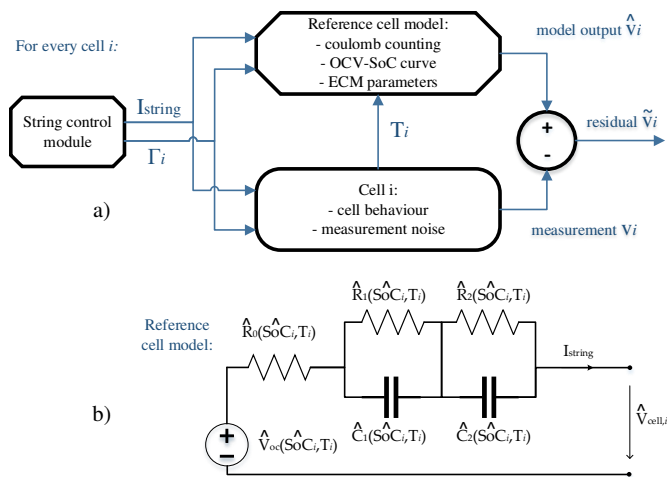 For every cell i:
String control
module
Istring
Γi
a)
Reference cell model:
- coulomb counting
- OCV-SoC curve
- ECM parameters
Ti
Cell i:
- cell behaviour
- measurement noise
model output v̂i
+
-
residual ṽi
measurement vi
Reference
cell model:
b)
R̂0(SôCi,Ti)
R̂1(SôCi,Ti)
R̂2(SôCi,Ti)
Ĉ1(SôCi,Ti)
Ĉ2(SôCi,Ti)
Istring
+
−
V̂oc(SôCi,Ti)
V̂cell,i